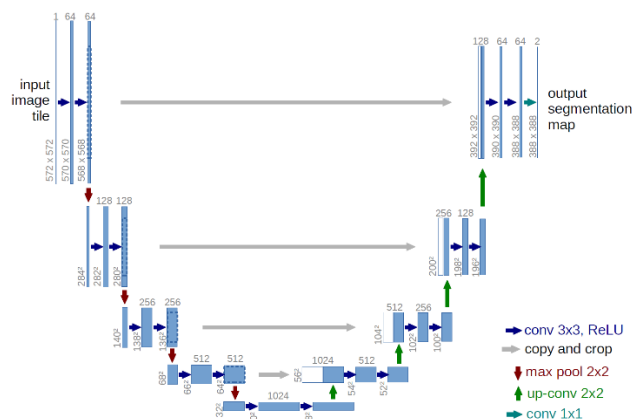 1 64 64
128 64 64 2
input
image
tile
output
segmentation
map
572 x 572
570 x 570
568 x 568
392 x 392
390 x 390
388 x 388
388 x 388
128 128
256 128
284²
282²
280²
200²
198²
196²
256 256
512 256
140²
138²
136²
104²
102²
100²
512 512
1024 512
68²
66²
64²
56²
54²
52²
1024
conv 3x3, ReLU
copy and crop
max pool 2x2
up-conv 2x2
conv 1x1